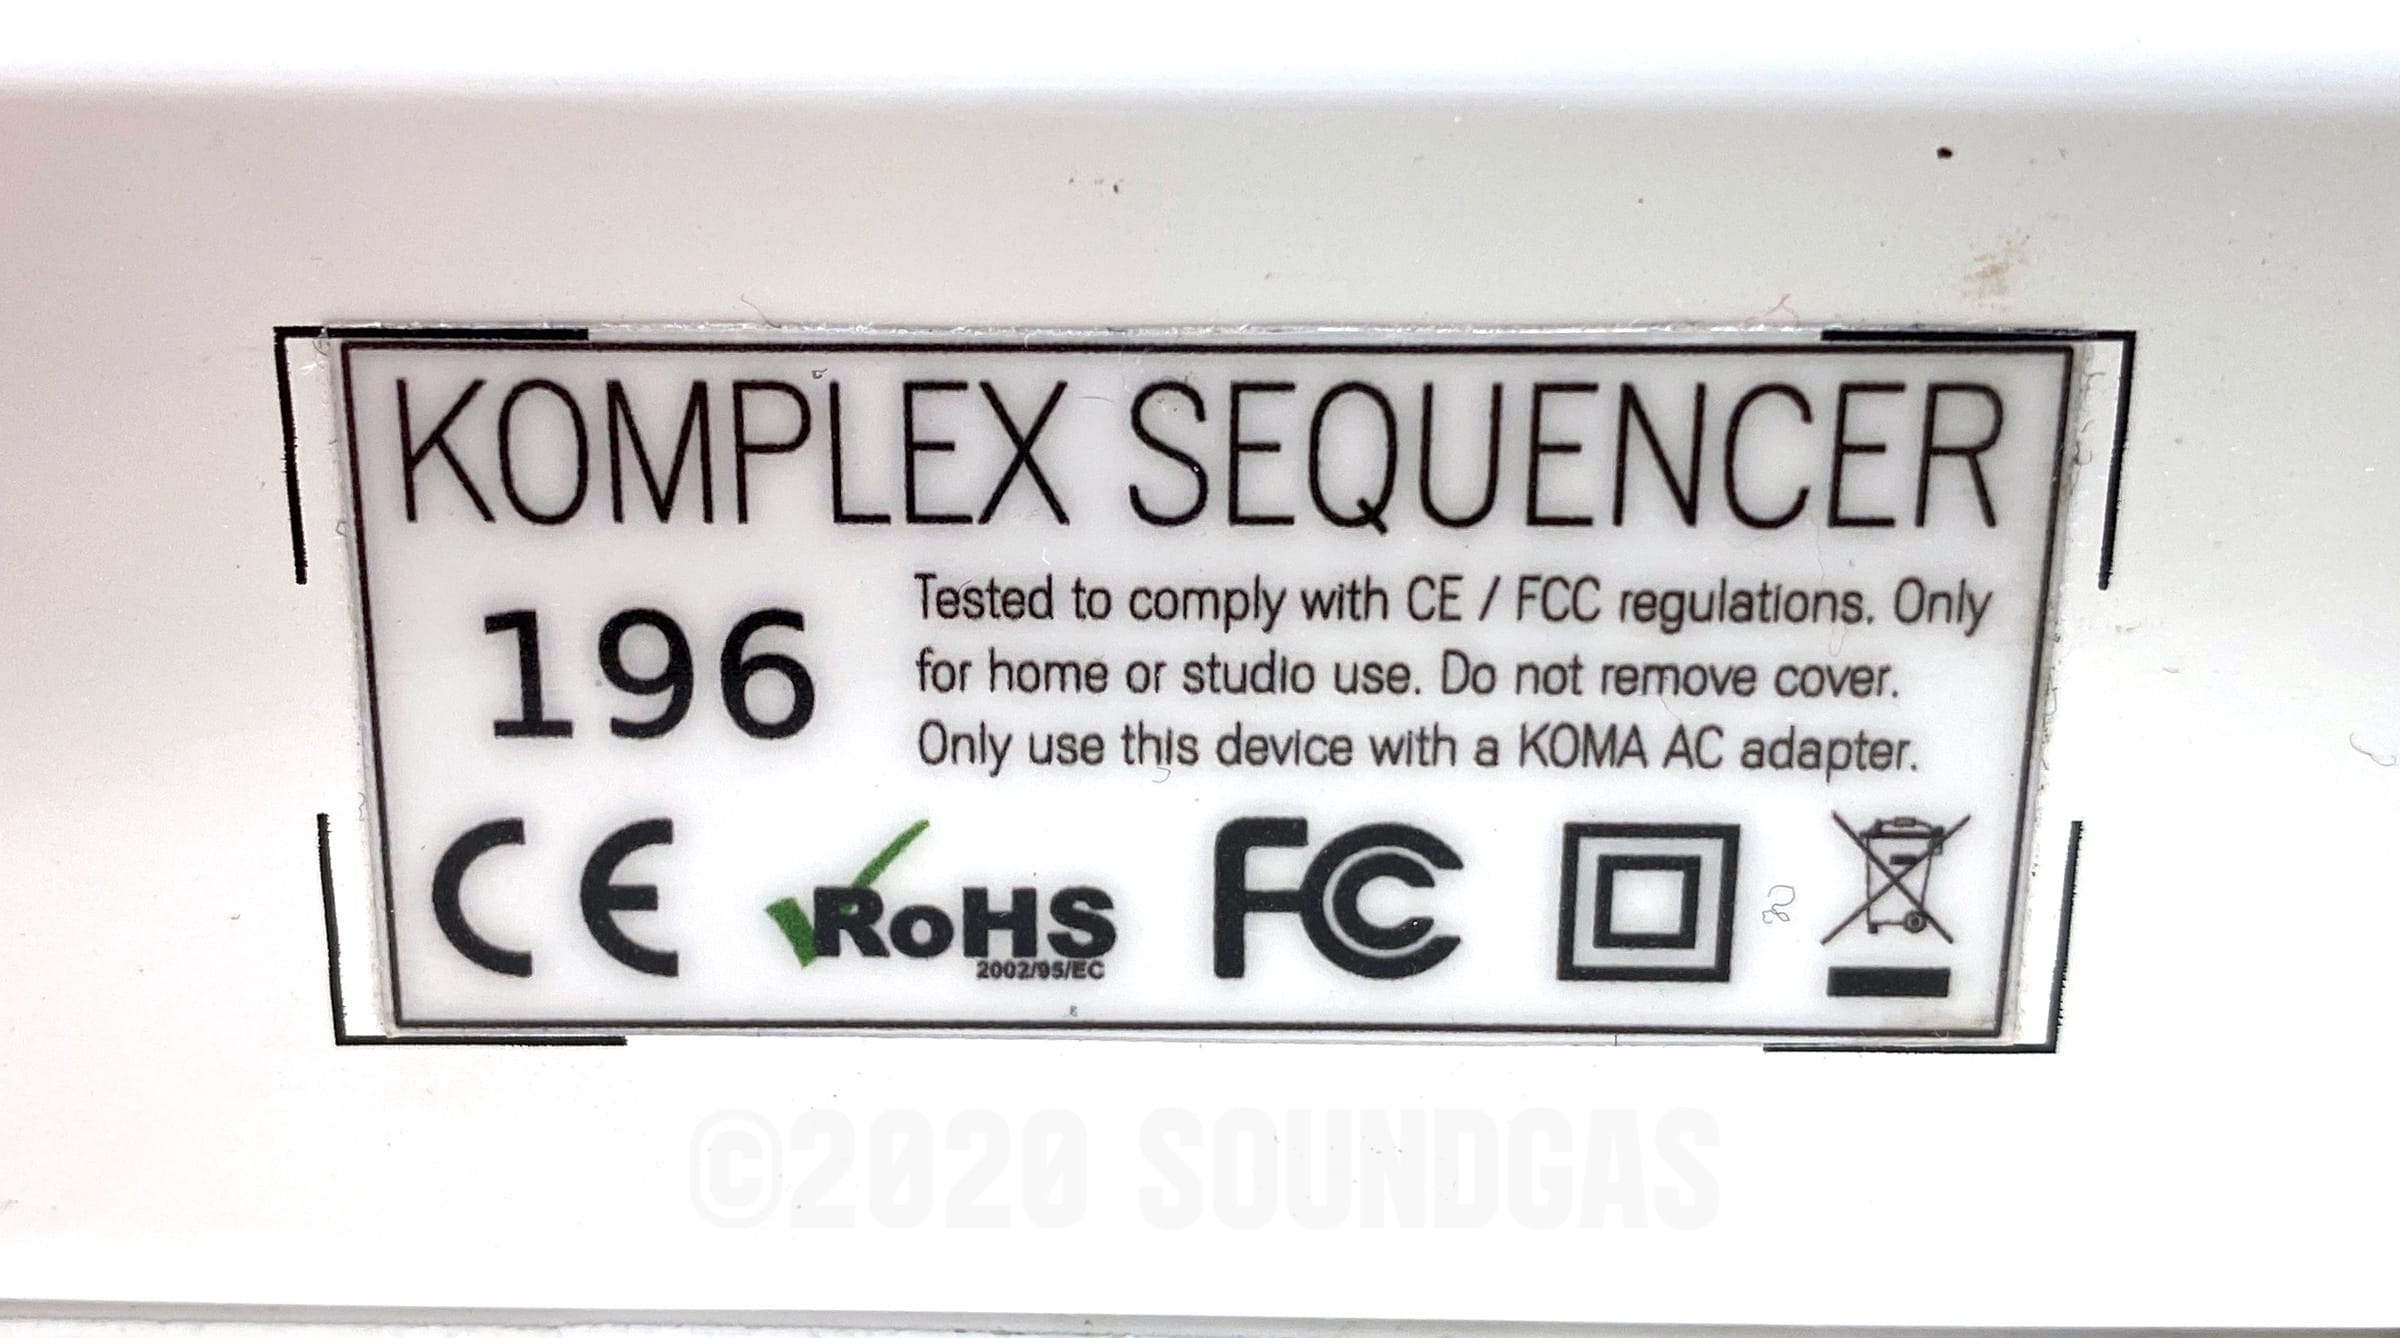 KOMPLEX SEQUENCER
196
Tested to comply with CE / FCC regulations. Only
for home or studio use. Do not remove cover.
Only use this device with a KOMA AC adapter.
CE
RoHS
2002/95/EC
FC
©2020 SOUNDGAS